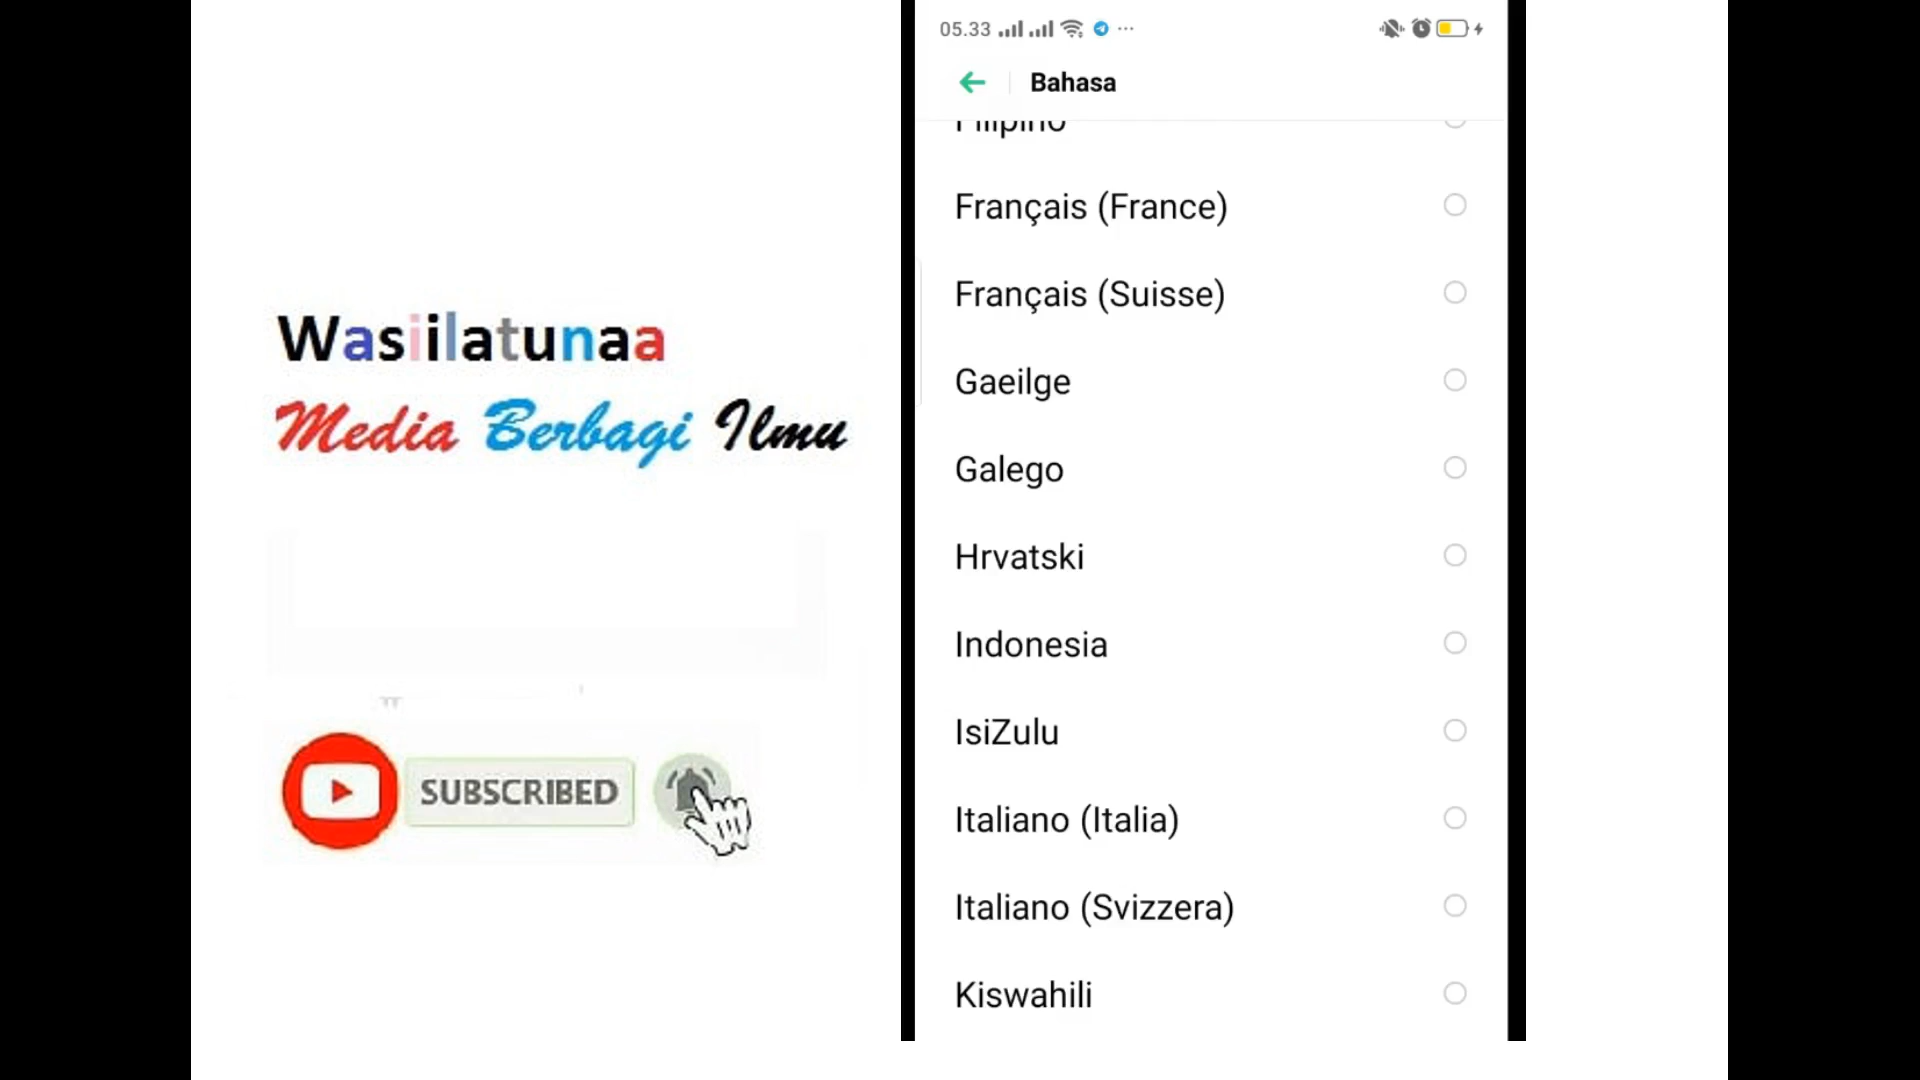 Wasiilatunaa
Media Berbagi Ilmu
SUBSCRIBED
05.33
Bahasa
Filipino
Français (France)
Français (Suisse)
Gaeilge
Galego
Hrvatski
Indonesia
IsiZulu
Italiano (Italia)
Italiano (Svizzera)
Kiswahili